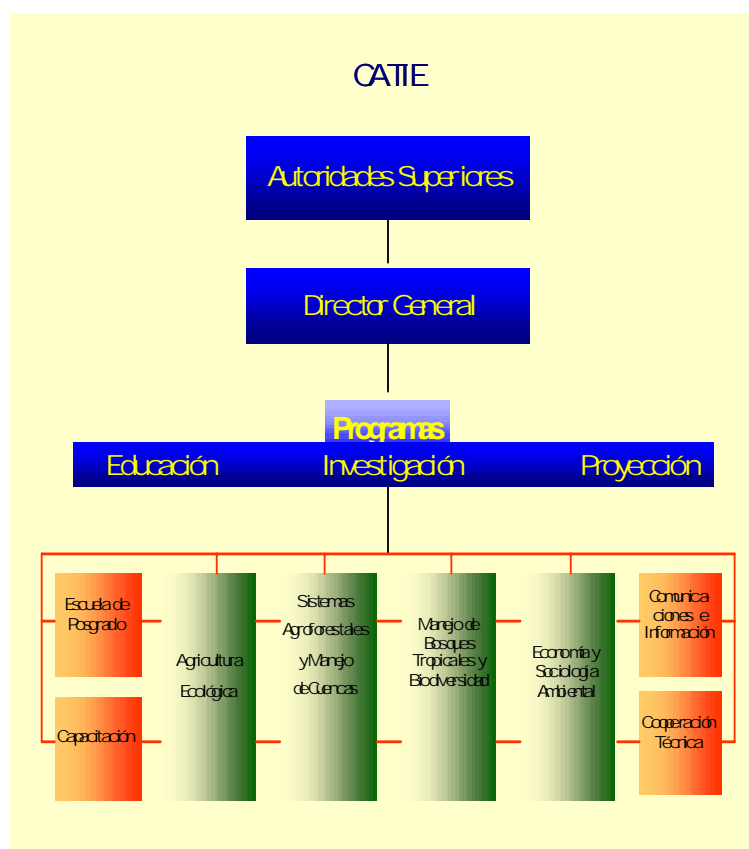 CATIE
Autoridades Superiores
Director General
Programas
Educación Investigación Proyección
Escuela de
Posgrado
Capacitación
Agricultura
Ecológica
Sistemas
Agroforestales
y Manejo
de Cuencas
Manejo de
Bosques
Tropicales y
Biodiversidad
Economía y
Sociología
Ambiental
Comunica
ciones e
Información
Cooperación
Técnica